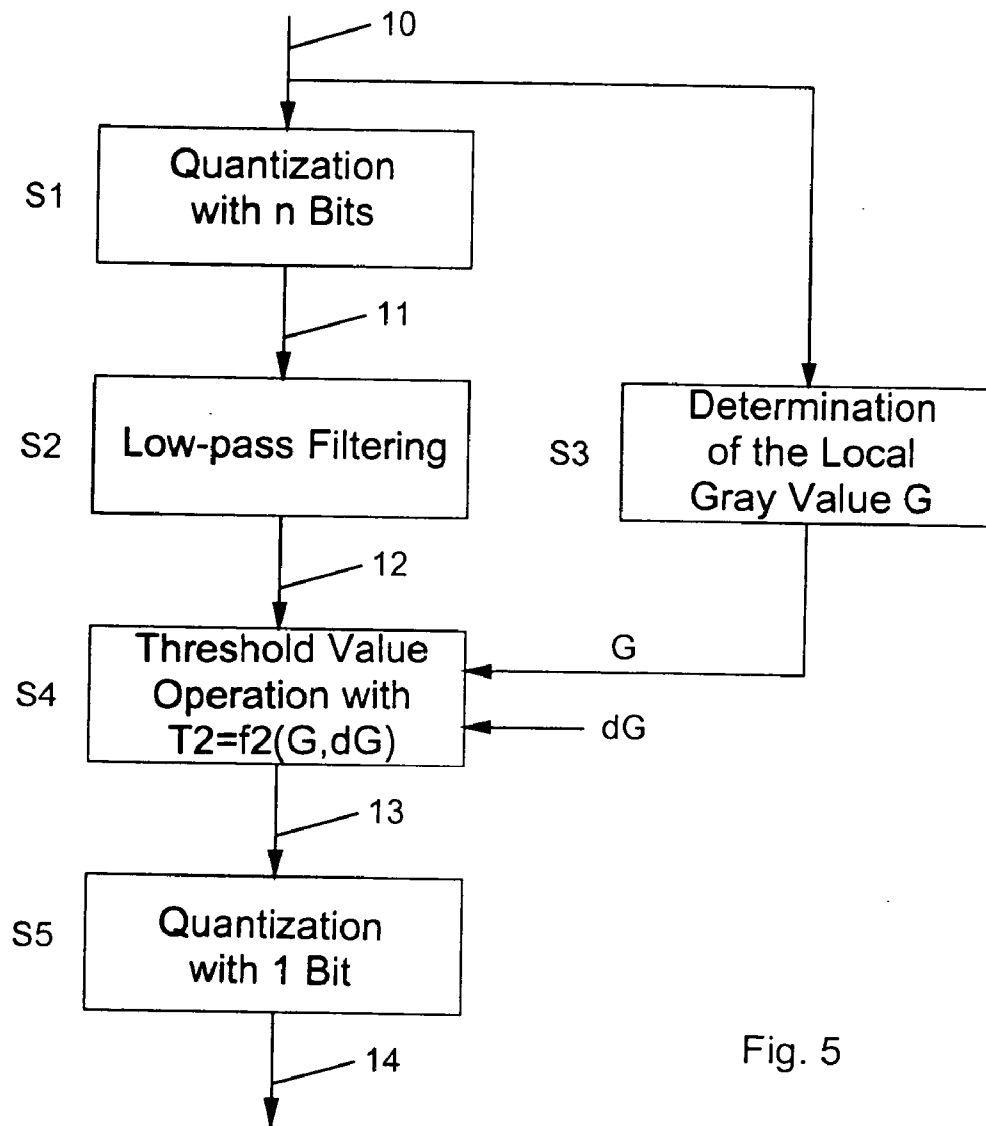 10
S1
Quantization
with n Bits
11
S2
Low-pass Filtering
S3
Determination
of the Local
Gray Value G
12
S4
Threshold Value
Operation with
T2=f2(G,dG)
G
dG
13
S5
Quantization
with 1 Bit
14
Fig. 5